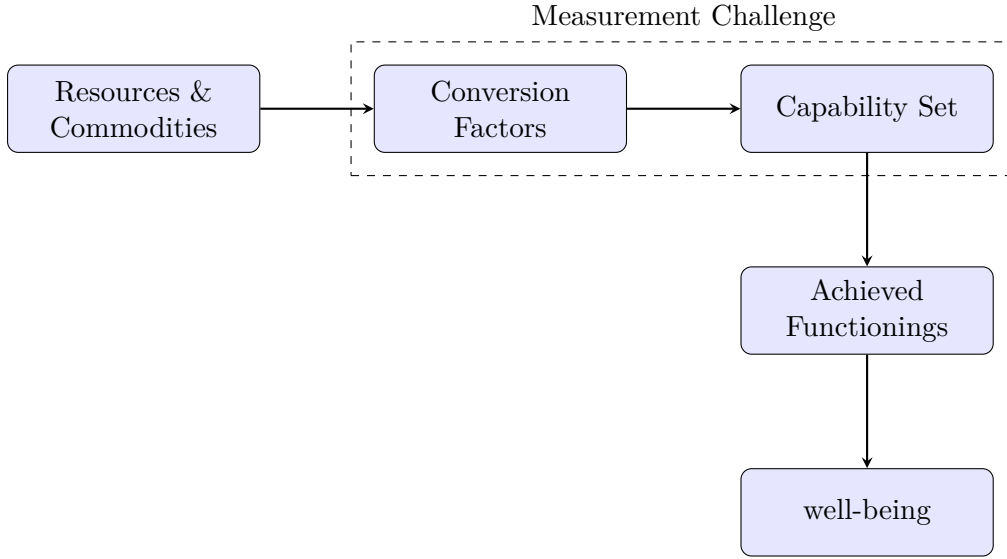 Measurement Challenge
Resources &
Commodities
Conversion
Factors
Capability Set
Achieved
Functionings
well-being